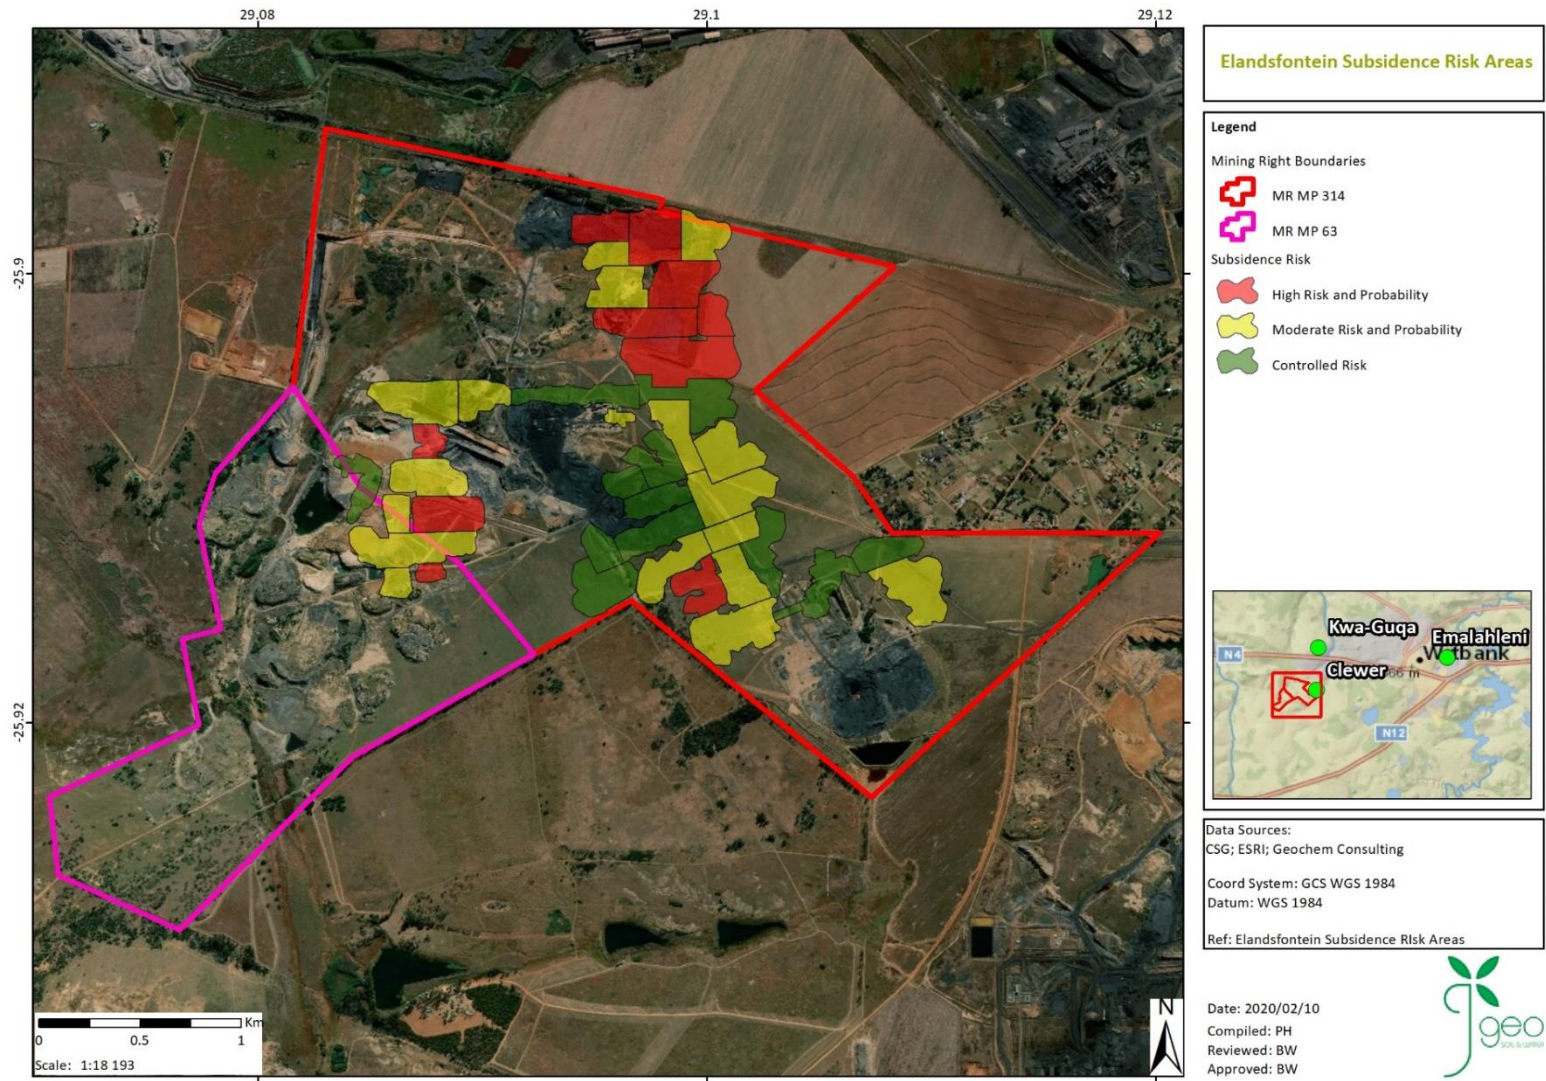 29.08
29.1
29.12
-25.9
-25.92
Km
0
0.5
1
Scale: 1:18 193
N
Elandsfontein Subsidence Risk Areas
Legend
Mining Right Boundaries
MR MP 314
MR MP 63
Subsidence Risk
High Risk and Probability
Moderate Risk and Probability
Controlled Risk
Kwa-Guqa
Emalahleni
N4
Witbank
Clewer
66 m
N12
Data Sources:
CSG; ESRI; Geochem Consulting
Coord System: GCS WGS 1984
Datum: WGS 1984
Ref: Elandsfontein Subsidence RIsk Areas
Date: 2020/02/10
Compiled: PH
Reviewed: BW
Approved: BW
geo
SOIL & WATER